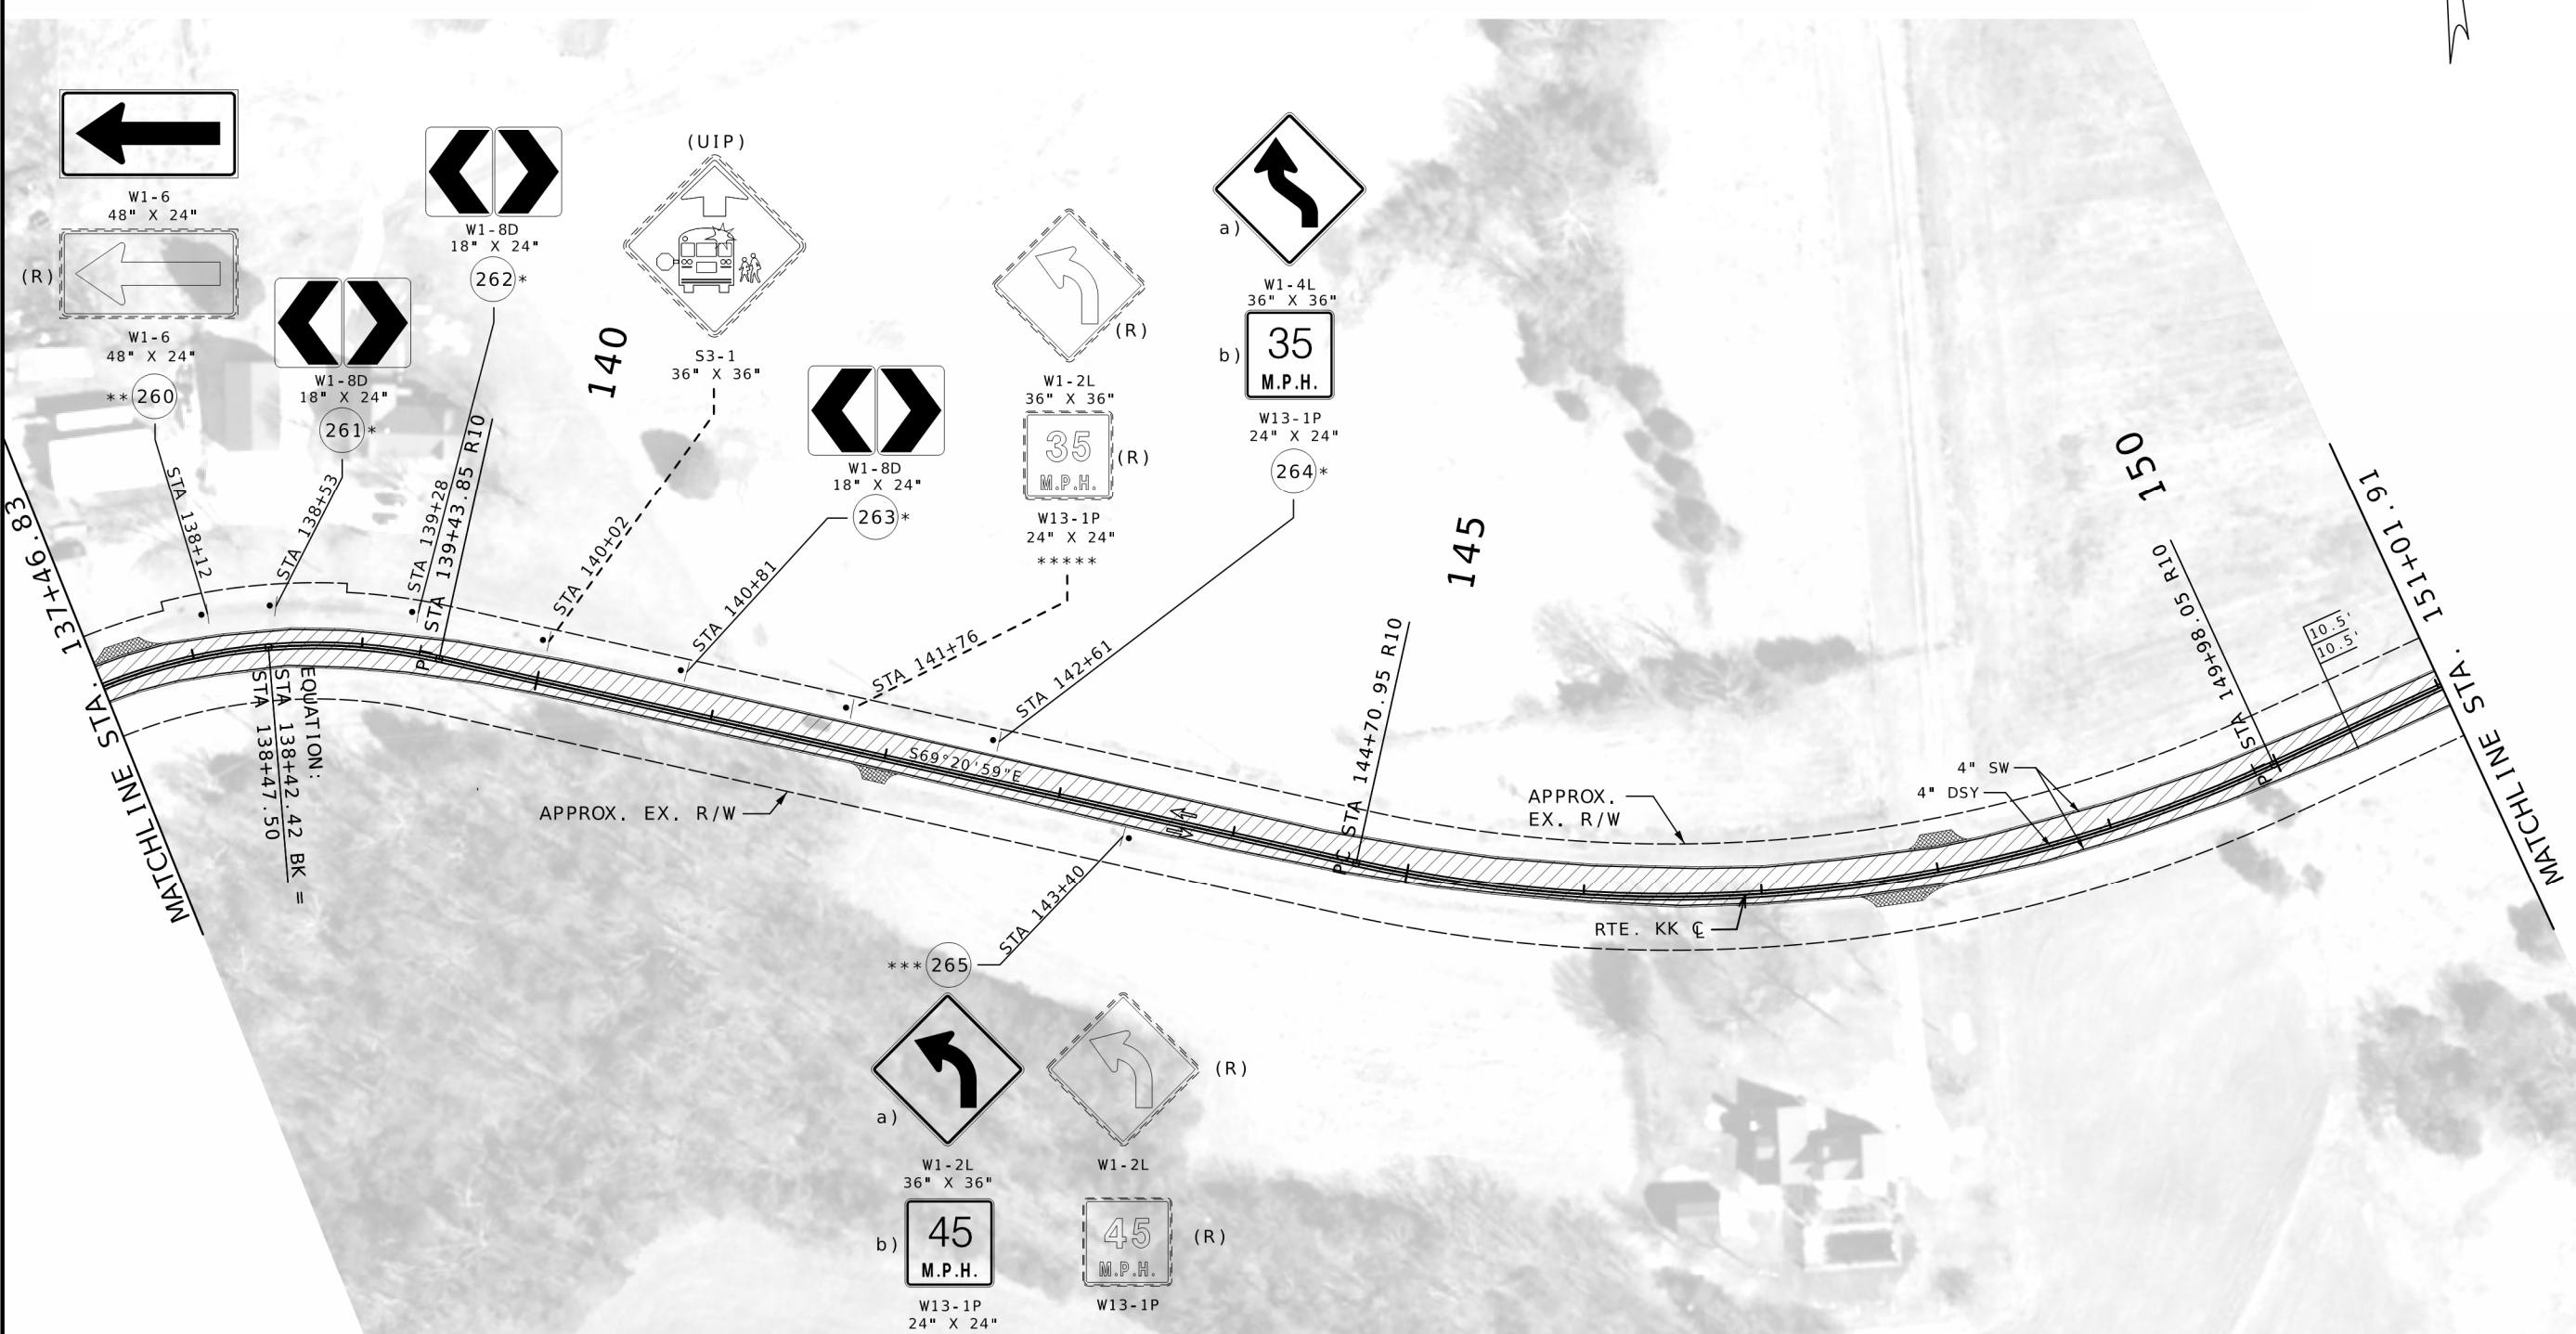 W1-6
48" X 24"
(R)
W1-6
48" X 24"
**
260
STA 138+12
W1-8D
18" X 24"
261
*
STA 138+53
W1-8D
18" X 24"
262
*
STA 139+28
STA 139+43.85 R10
PT
140
(UIP)
S3-1
36" X 36"
STA 140+02
W1-8D
18" X 24"
263
*
STA 140+81
(R)
W1-2L
36" X 36"
35
M.P.H.
(R)
W13-1P
24" X 24"
*****
STA 141+76
a)
W1-4L
36" X 36"
b)
35
M.P.H.
W13-1P
24" X 24"
264
*
STA 142+61
145
STA 144+70.95 R10
PC
150
STA 149+98.05 R10
10.5'
10.5'
MATCHLINE STA. 137+46.83
MATCHLINE STA. 151+01.91
EQUATION:
STA 138+42.42 BK =
STA 138+47.50
S69°20'59"E
APPROX. EX. R/W
APPROX.
EX. R/W
4" SW
4" DSY
RTE. KK ℄
STA 143+40
***
265
a)
W1-2L
36" X 36"
(R)
W1-2L
b)
45
M.P.H.
W13-1P
24" X 24"
45
M.P.H.
(R)
W13-1P